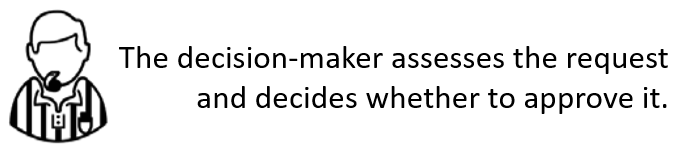 The decision-maker assesses the request
and decides whether to approve it.